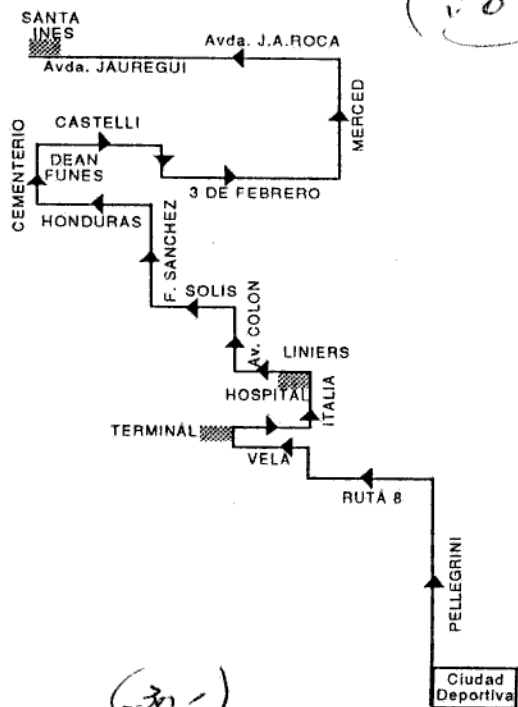 SANTA
INES
Avda. J.A.ROCA
Avda. JAUREGUI
MERCED
CASTELLI
CEMENTERIO
DEAN
FUNES
3 DE FEBRERO
HONDURAS
F. SANCHEZ
SOLIS
Av. COLON
LINIERS
HOSPITAL
ITALIA
TERMINAL
VELA
RUTA 8
PELLEGRINI
Ciudad
Deportiva